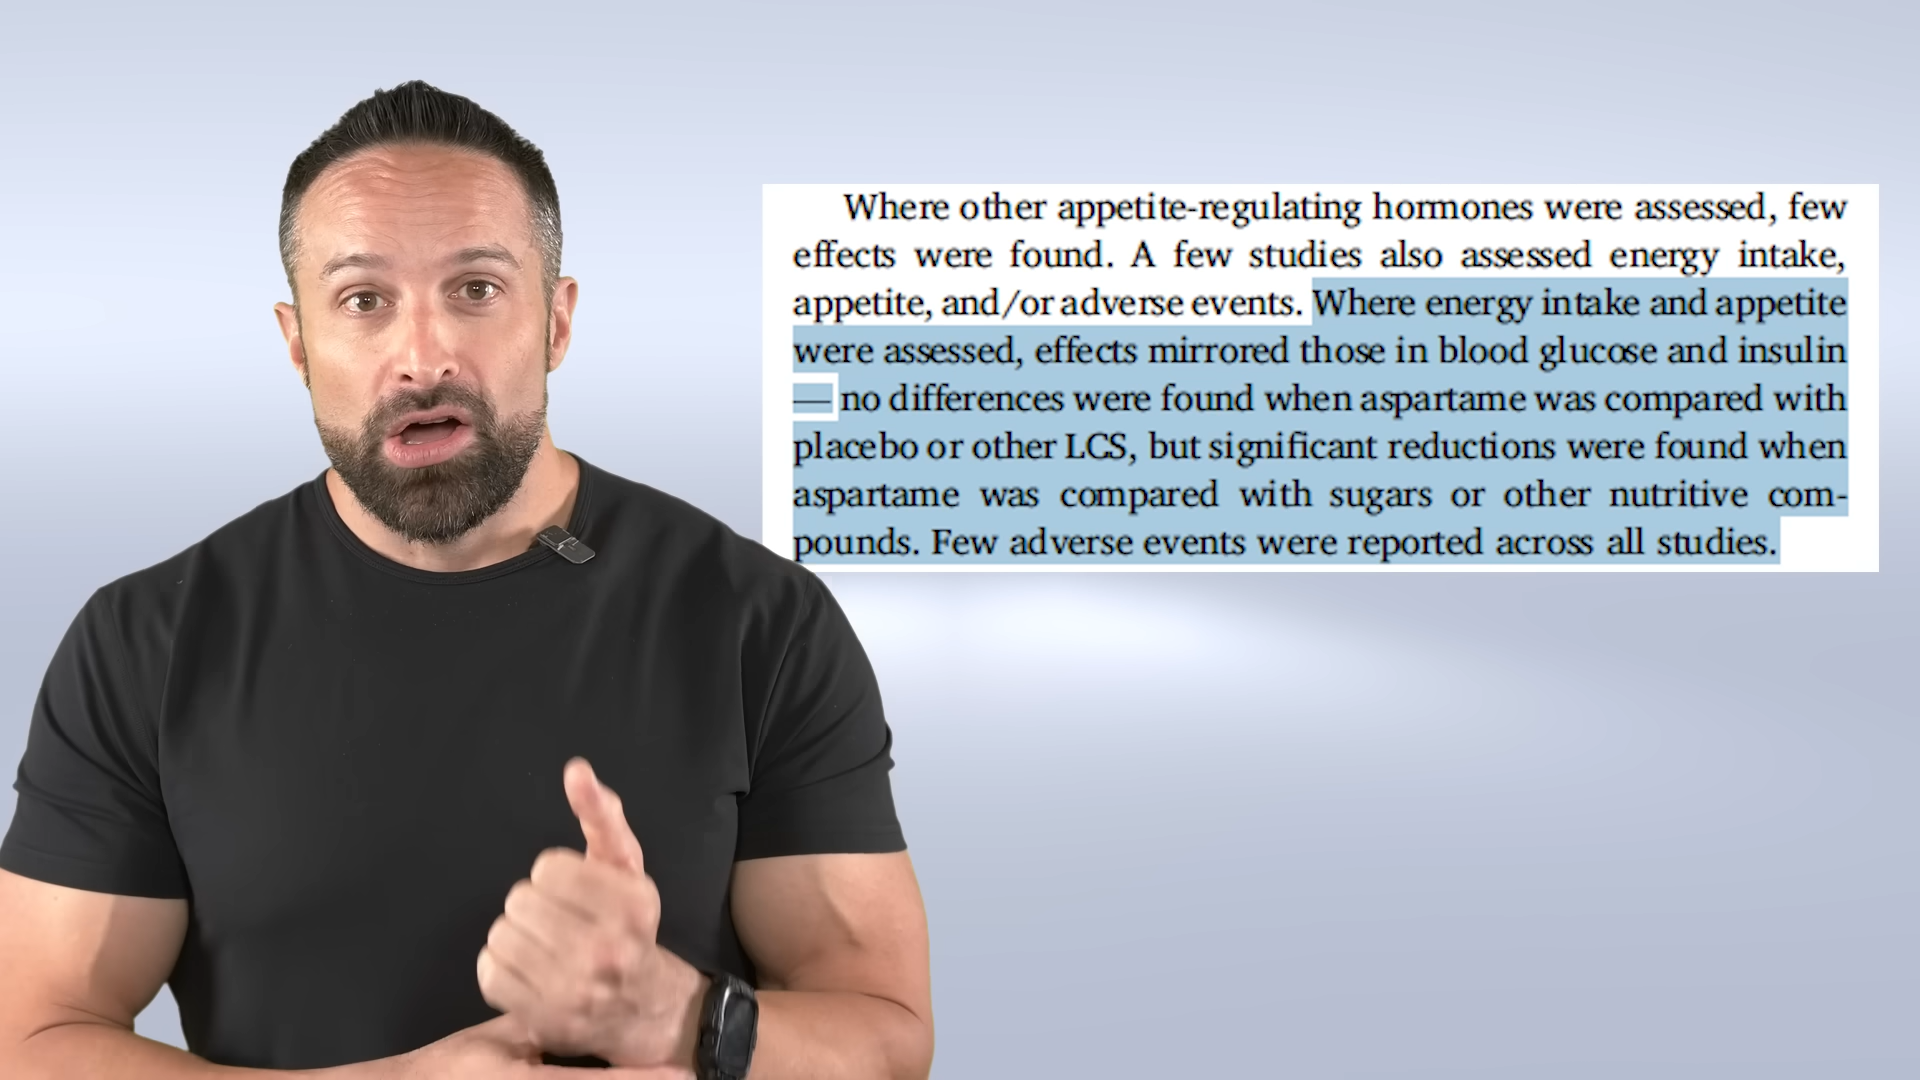 Where other appetite-regulating hormones were assessed, few
effects were found. A few studies also assessed energy intake,
appetite, and/or adverse events. Where energy intake and appetite
were assessed, effects mirrored those in blood glucose and insulin
— no differences were found when aspartame was compared with
placebo or other LCS, but significant reductions were found when
aspartame was compared with sugars or other nutritive com-
pounds. Few adverse events were reported across all studies.